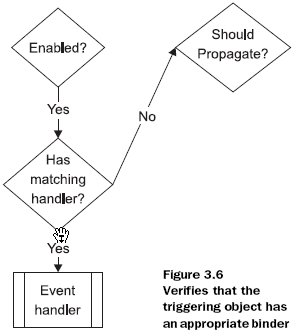 Should
Propagate?
Enabled?
Yes
No
Has
matching
handler?
Yes
Event
handler
Figure 3.6
Verifies that the
triggering object has
an appropriate binder